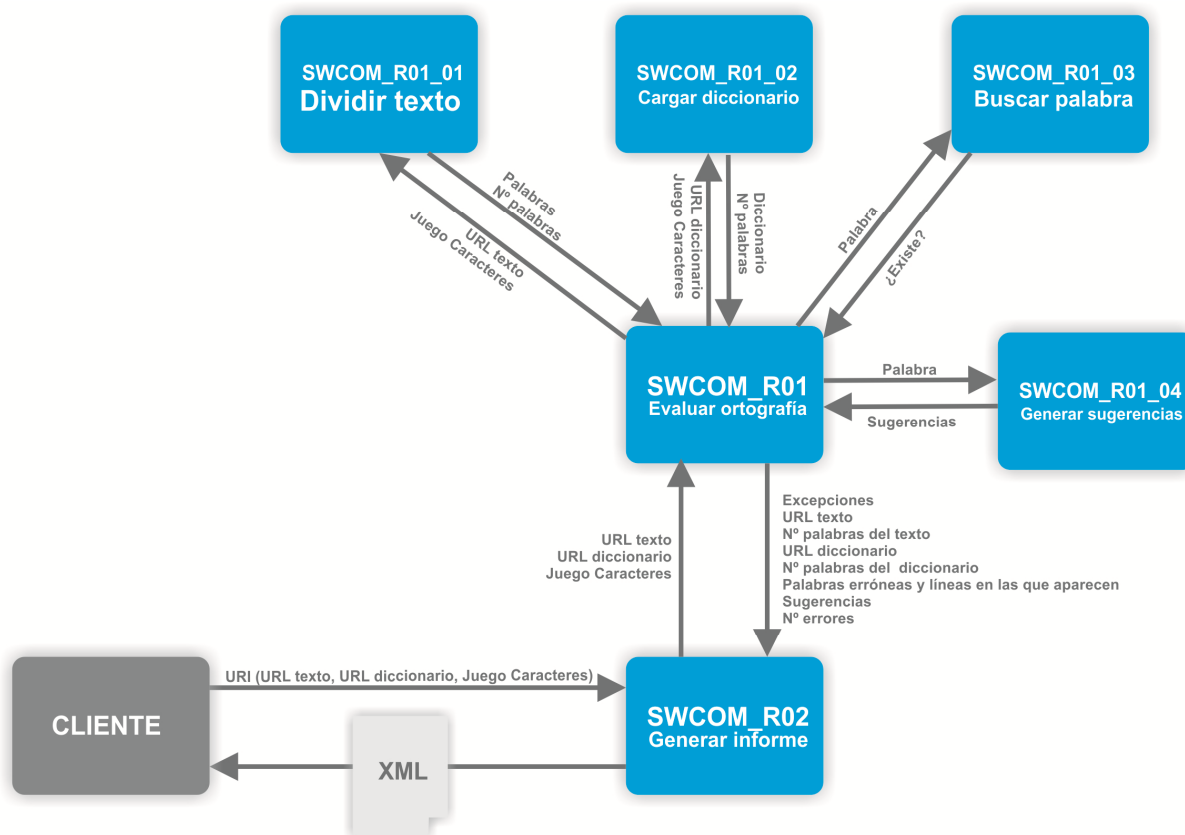 SWCOM_R01_01
Dividir texto
SWCOM_R01_02
Cargar diccionario
SWCOM_R01_03
Buscar palabra
Palabras
Nº palabras
URL texto
Juego Caracteres
URL diccionario
Juego Caracteres
Diccionario
Nº palabras
Palabra
¿Existe?
SWCOM_R01
Evaluar ortografía
Palabra
Sugerencias
SWCOM_R01_04
Generar sugerencias
URL texto
URL diccionario
Juego Caracteres
Excepciones
URL texto
Nº palabras del texto
URL diccionario
Nº palabras del diccionario
Palabras erróneas y líneas en las que aparecen
Sugerencias
Nº errores
CLIENTE
URI (URL texto, URL diccionario, Juego Caracteres)
XML
SWCOM_R02
Generar informe